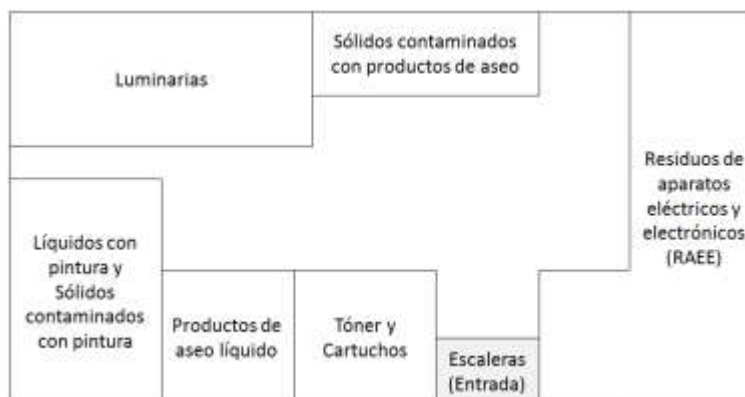 Luminarias
Sólidos contaminados
con productos de aseo
Residuos de
aparatos
eléctricos y
electrónicos
(RAEE)
Líquidos con
pintura y
Sólidos
contaminados
con pintura
Productos de
aseo líquido
Tóner y
Cartuchos
Escaleras
(Entrada)